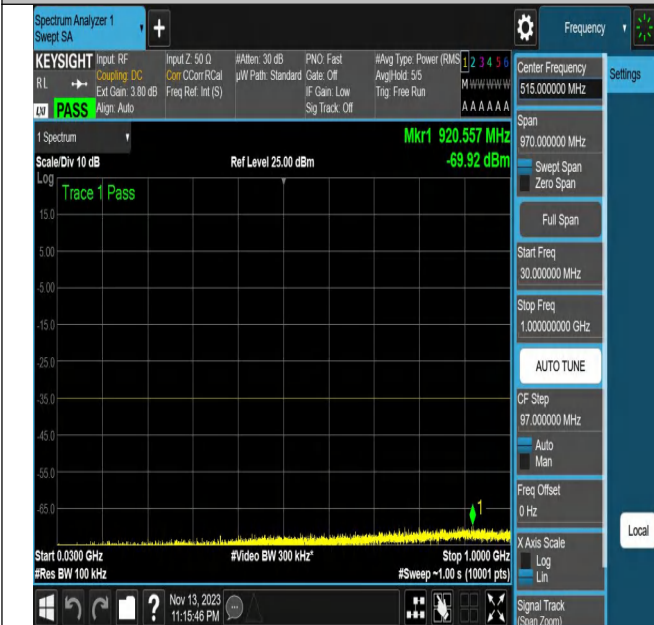 Spectrum Analyzer 1
Swept SA
+
Frequency
KEYSIGHT
RL
LXI
PASS
Input: RF
Coupling: DC
Ext Gain: 3.80 dB
Align: Auto
Input Z: 50 Ω
Corr CCorr RCal
Freq Ref: Int (S)
#Atten: 30 dB
µW Path: Standard
PNO: Fast
Gate: Off
IF Gain: Low
Sig Track: Off
#Avg Type: Power (RMS
Avg|Hold: 5/5
Trig: Free Run
1 2 3 4 5 6
M W W W W W
A A A A A A
1 Spectrum
Mkr1 920.557 MHz
Scale/Div 10 dB
Ref Level 25.00 dBm
-69.92 dBm
Log
Trace 1 Pass
15.0
5.00
-5.00
-15.0
-25.0
-35.0
-45.0
-55.0
-65.0
1
Start 0.0300 GHz
#Video BW 300 kHz*
Stop 1.0000 GHz
#Res BW 100 kHz
#Sweep ~1.00 s (10001 pts)
?
Nov 13, 2023
11:15:46 PM
Center Frequency
515.000000 MHz
Settings
Span
970.000000 MHz
Swept Span
Zero Span
Full Span
Start Freq
30.000000 MHz
Stop Freq
1.000000000 GHz
AUTO TUNE
CF Step
97.000000 MHz
Auto
Man
Freq Offset
0 Hz
Local
X Axis Scale
Log
Lin
Signal Track
(Span Zoom)